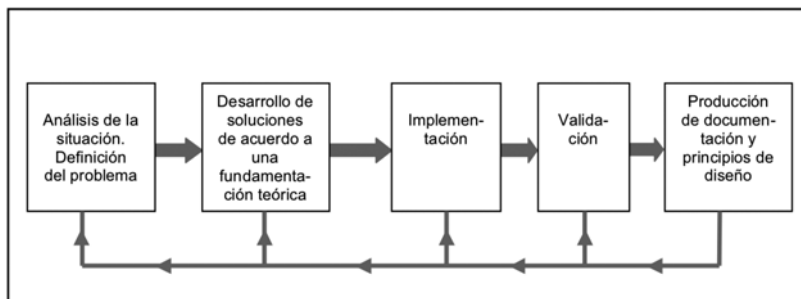 Análisis de la
situación.
Definición
del problema
Desarrollo de
soluciones
de acuerdo a
una
fundamenta-
ción teórica
Implemen-
tación
Valida-
ción
Producción
de documen-
tación y
principios de
diseño